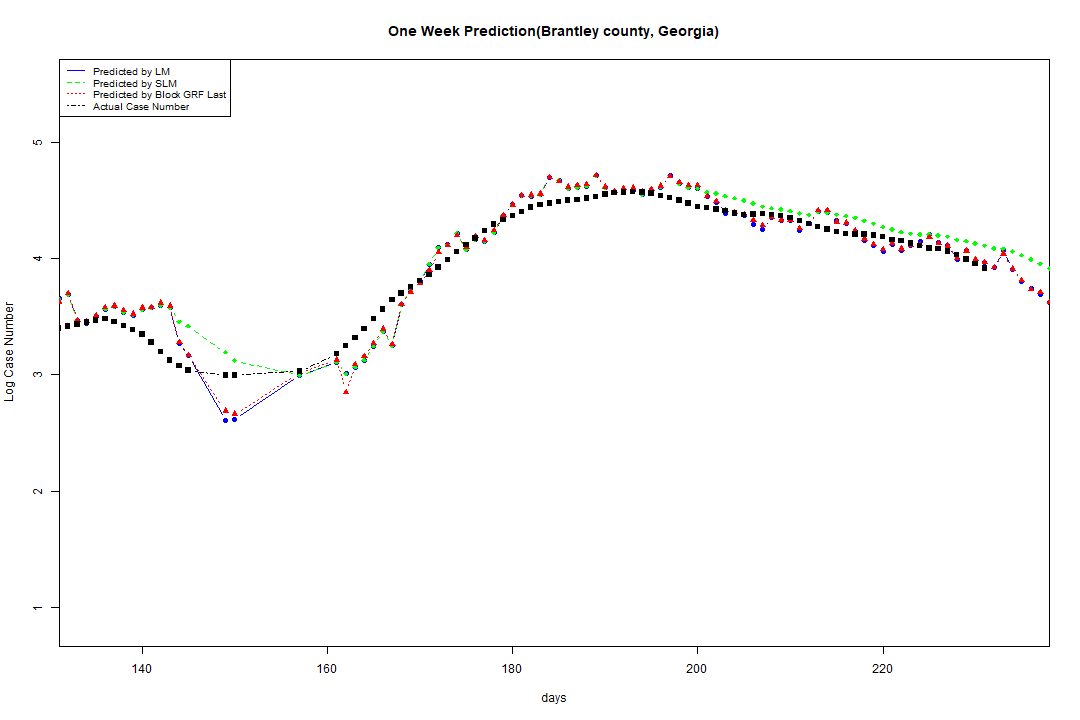 One Week Prediction(Brantley county, Georgia)
Predicted by LM
Predicted by SLM
Predicted by Block GRF Last
Actual Case Number
5
4
3
2
1
Log Case Number
140 160 180 200 220
days